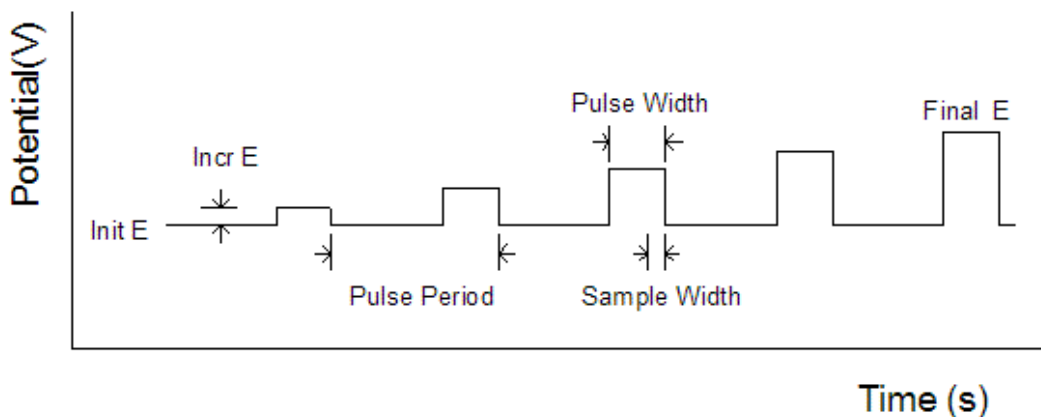 Potential(V)
Pulse Width
Final E
Incr E
Init E
Pulse Period
Sample Width
Time (s)